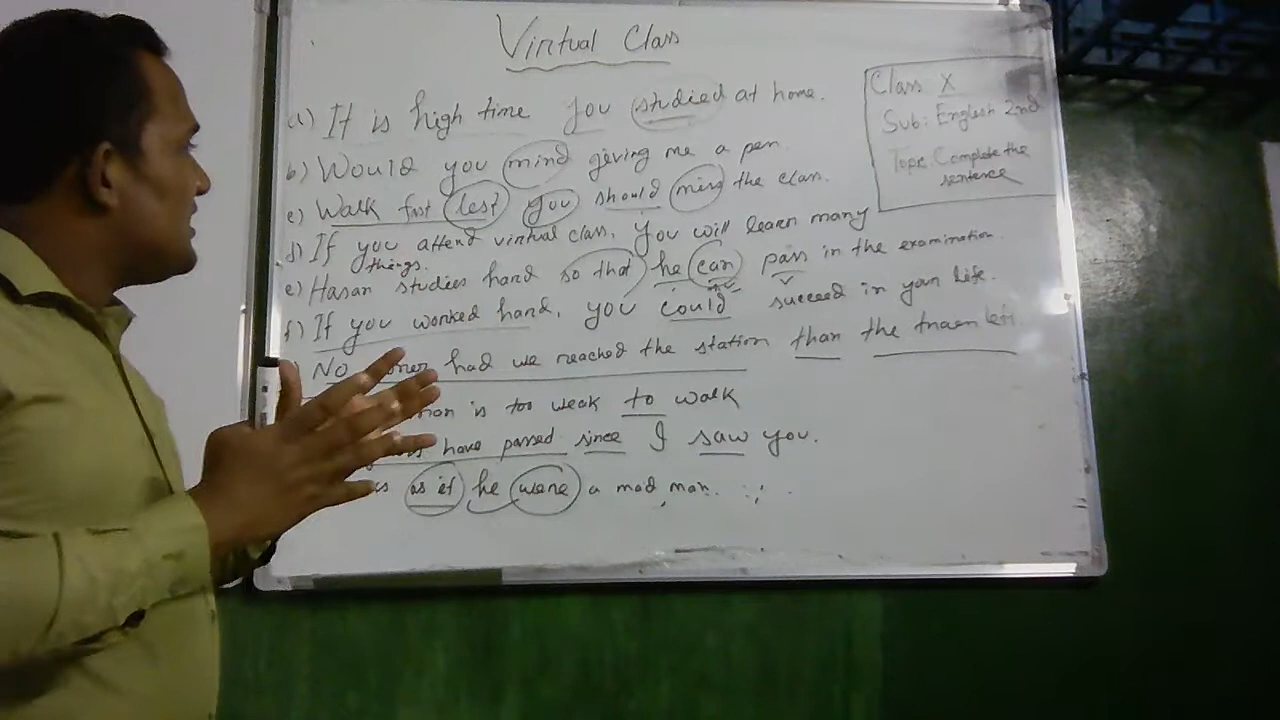 Virtual Class
Class X
Sub: English 2nd
Topic: Complete the
sentence
a) It is high time you studied at home.
b) Would you mind giving me a pen.
c) Walk fast lest you should miss the class.
d) If you attend virtual class, you will learn many
things.
e) Hasan studies hard so that he can pass in the examination.
f) If you worked hard, you could succeed in your life.
No had we reached the station than the traen left
is too weak to walk
have passed since I saw you.
as if he were a mad man.